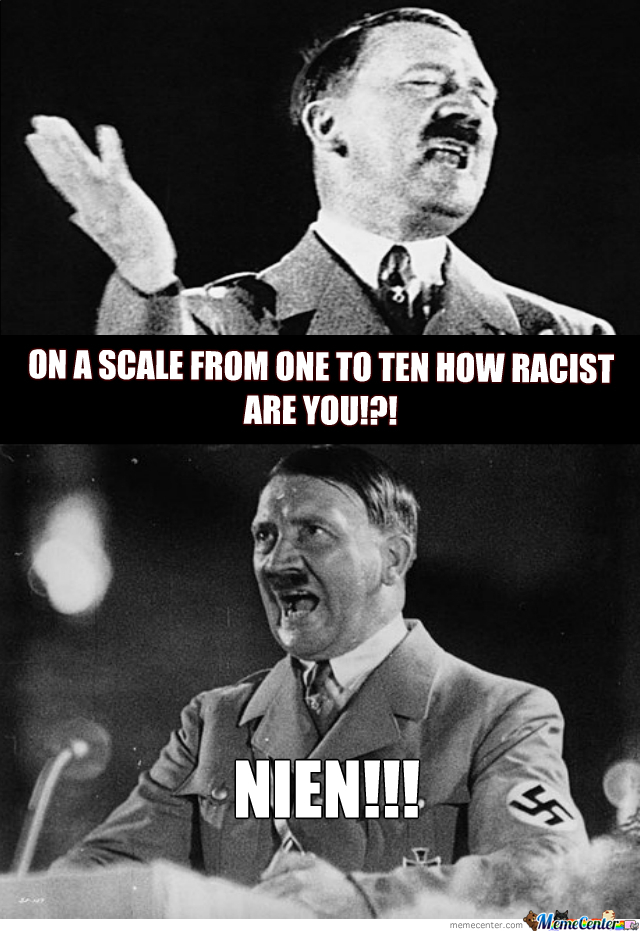 ON A SCALE FROM ONE TO TEN HOW RACIST
ARE YOU!?!
NIEN!!!
memecenter.com MemeCenter